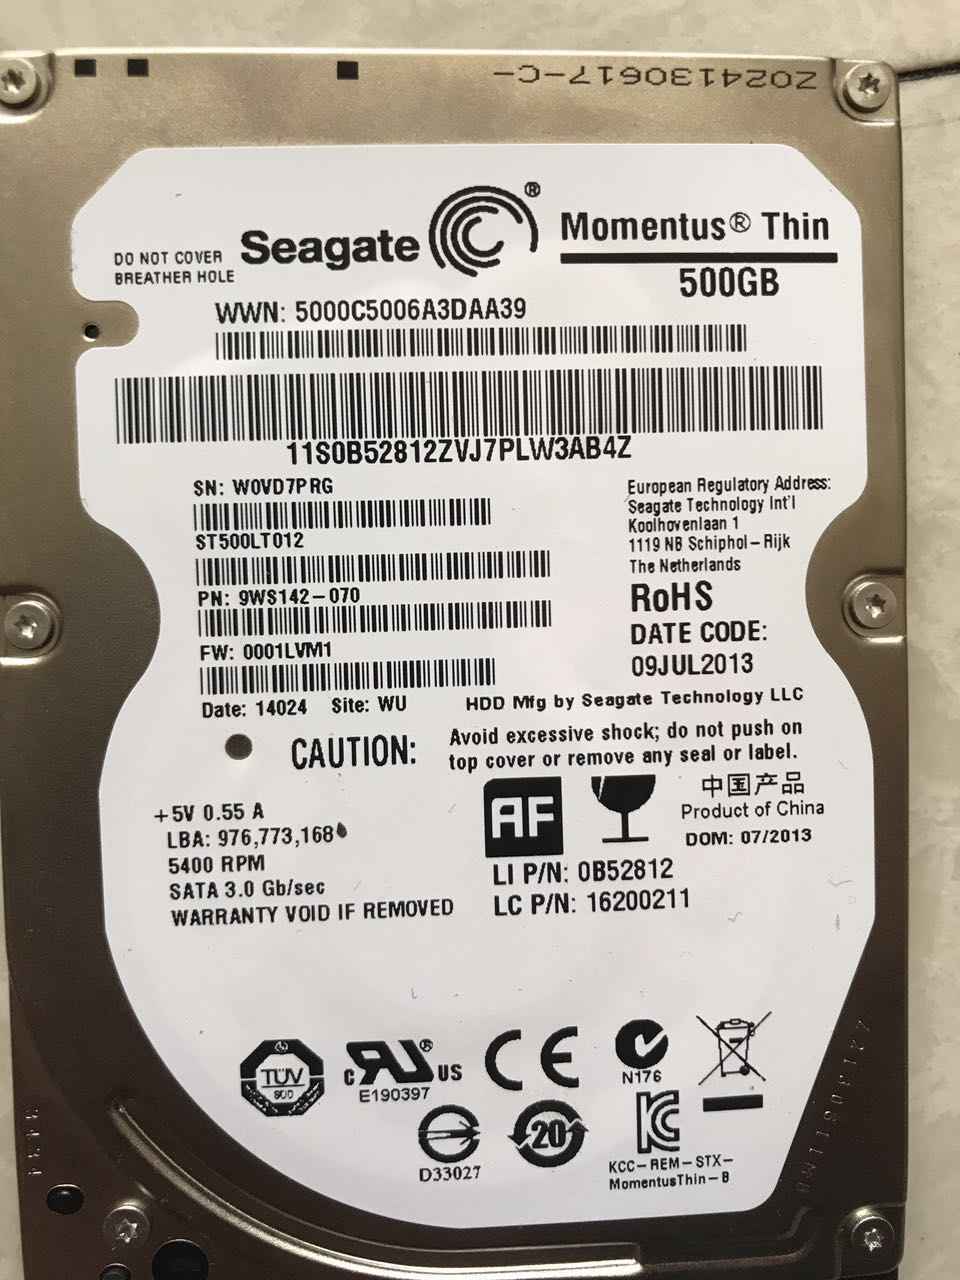 Z024130617-C-
Seagate®
Momentus® Thin
500GB
DO NOT COVER
BREATHER HOLE
WWN: 5000C5006A3DAA39
11S0B52812ZVJ7PLW3AB4Z
SN: W0VD7PRG
ST500LT012
PN: 9WS142-070
FW: 0001LVM1
Date: 14024 Site: WU
European Regulatory Address:
Seagate Technology Int'l
Koolhovenlaan 1
1119 NB Schiphol-Rijk
The Netherlands
RoHS
DATE CODE:
09JUL2013
HDD Mfg by Seagate Technology LLC
CAUTION:
Avoid excessive shock; do not push on
top cover or remove any seal or label.
+5V 0.55 A
LBA: 976,773,168
5400 RPM
SATA 3.0 Gb/sec
WARRANTY VOID IF REMOVED
AF
中国产品
Product of China
DOM: 07/2013
LI P/N: 0B52812
LC P/N: 16200211
TÜV
SÜD
c RU® US
E190397
CE
N176
D33027
20
KC
KCC-REM-STX-
MomentusThin-B